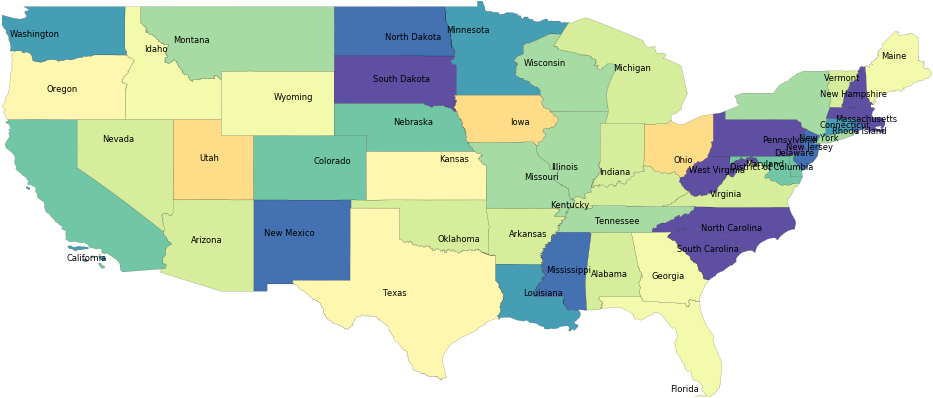 Washington
Idaho
Montana
North Dakota
Minnesota
Oregon
Wyoming
South Dakota
Wisconsin
Michigan
Maine
Vermont
New Hampshire
Nevada
Utah
Colorado
Nebraska
Kansas
Iowa
Illinois
Missouri
Indiana
Ohio
Massachusetts
Connecticut
Rhode Island
Pennsylvania
New York
New Jersey
Delaware
Maryland
District of Columbia
West Virginia
Virginia
Kentucky
California
Arizona
New Mexico
Oklahoma
Arkansas
Tennessee
North Carolina
South Carolina
Texas
Louisiana
Mississippi
Alabama
Georgia
Florida